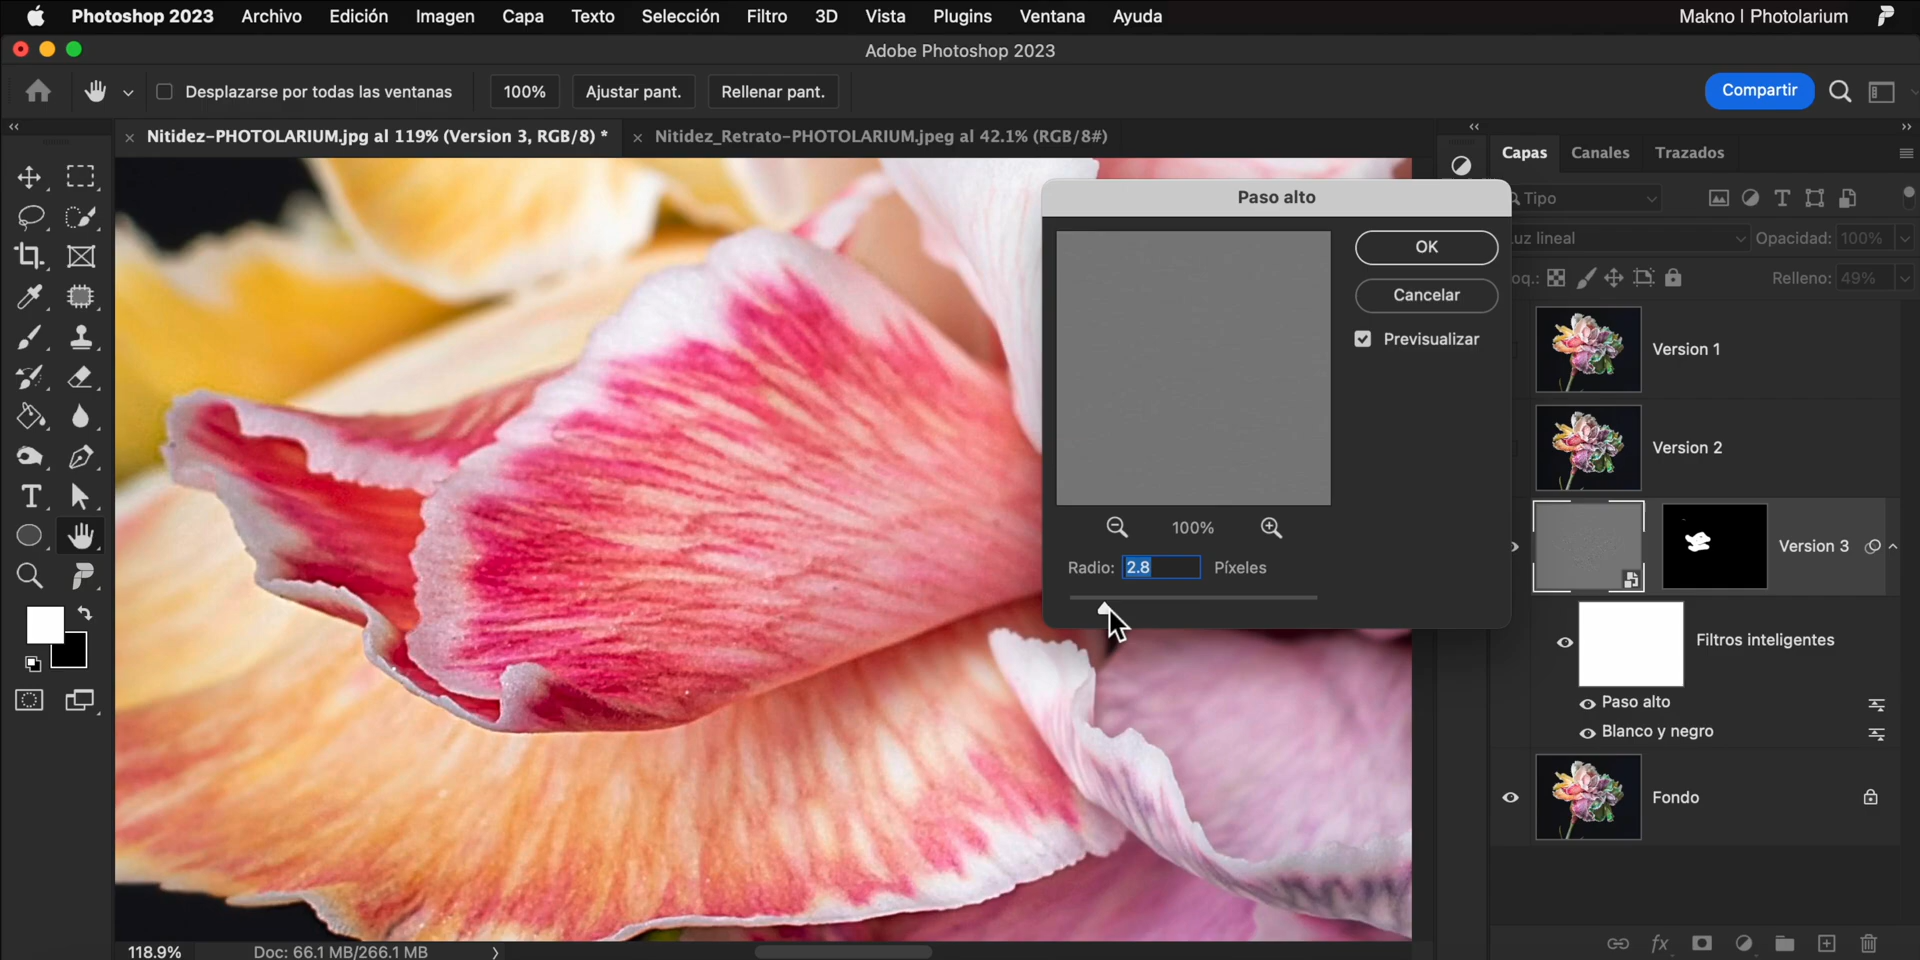 Photoshop 2023 Archivo Edición Imagen Capa Texto Selección Filtro 3D Vista Plugins Ventana Ayuda Makno | Photolarium
Adobe Photoshop 2023
Desplazarse por todas las ventanas 100% Ajustar pant. Rellenar pant. Compartir
Nitidez-PHOTOLARIUM.jpg al 119% (Version 3, RGB/8) * Nitidez_Retrato-PHOTOLARIUM.jpeg al 42.1% (RGB/8#)
Capas Canales Trazados
Paso alto
Tipo
OK
uz lineal Opacidad: 100%
Cancelar
oq.: Relleno: 49%
Previsualizar
Version 1
Version 2
100%
Version 3
Radio: 2.8 Píxeles
Filtros inteligentes
Paso alto
Blanco y negro
Fondo
118.9% Doc: 66.1 MB/266.1 MB
fx